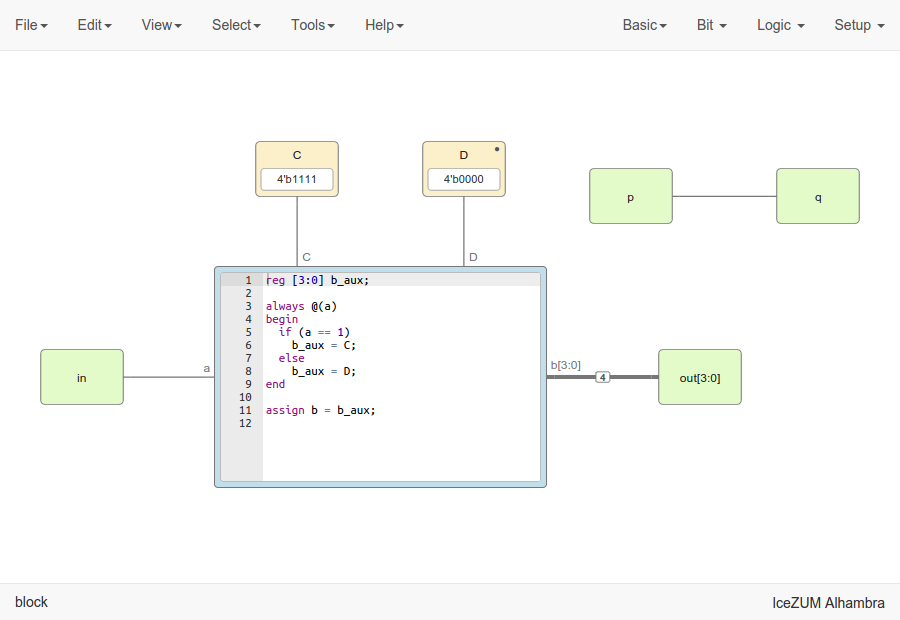 File Edit View Select Tools Help Basic Bit Logic Setup
C
4'b1111
D
4'b0000
p
q
C
D
1 reg [3:0] b_aux;
2
3 always @(a)
4 begin
5 if (a == 1)
6 b_aux = C;
7 else
8 b_aux = D;
9 end
10
11 assign b = b_aux;
12
in
a
b[3:0]
4
out[3:0]
block
IceZUM Alhambra